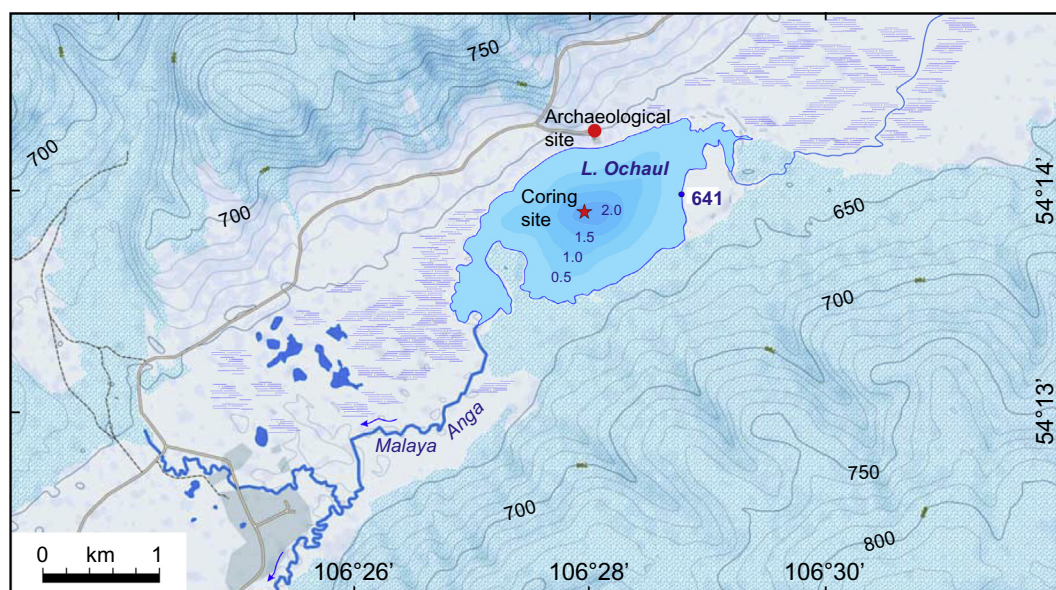 750
700
Archaeological
site
L. Ochaul
Coring
site
2.0
1.5
1.0
0.5
641
54°14’
650
700
700
Malaya
Anga
54°13’
750
700
800
0 km 1
106°26’
106°28’
106°30’